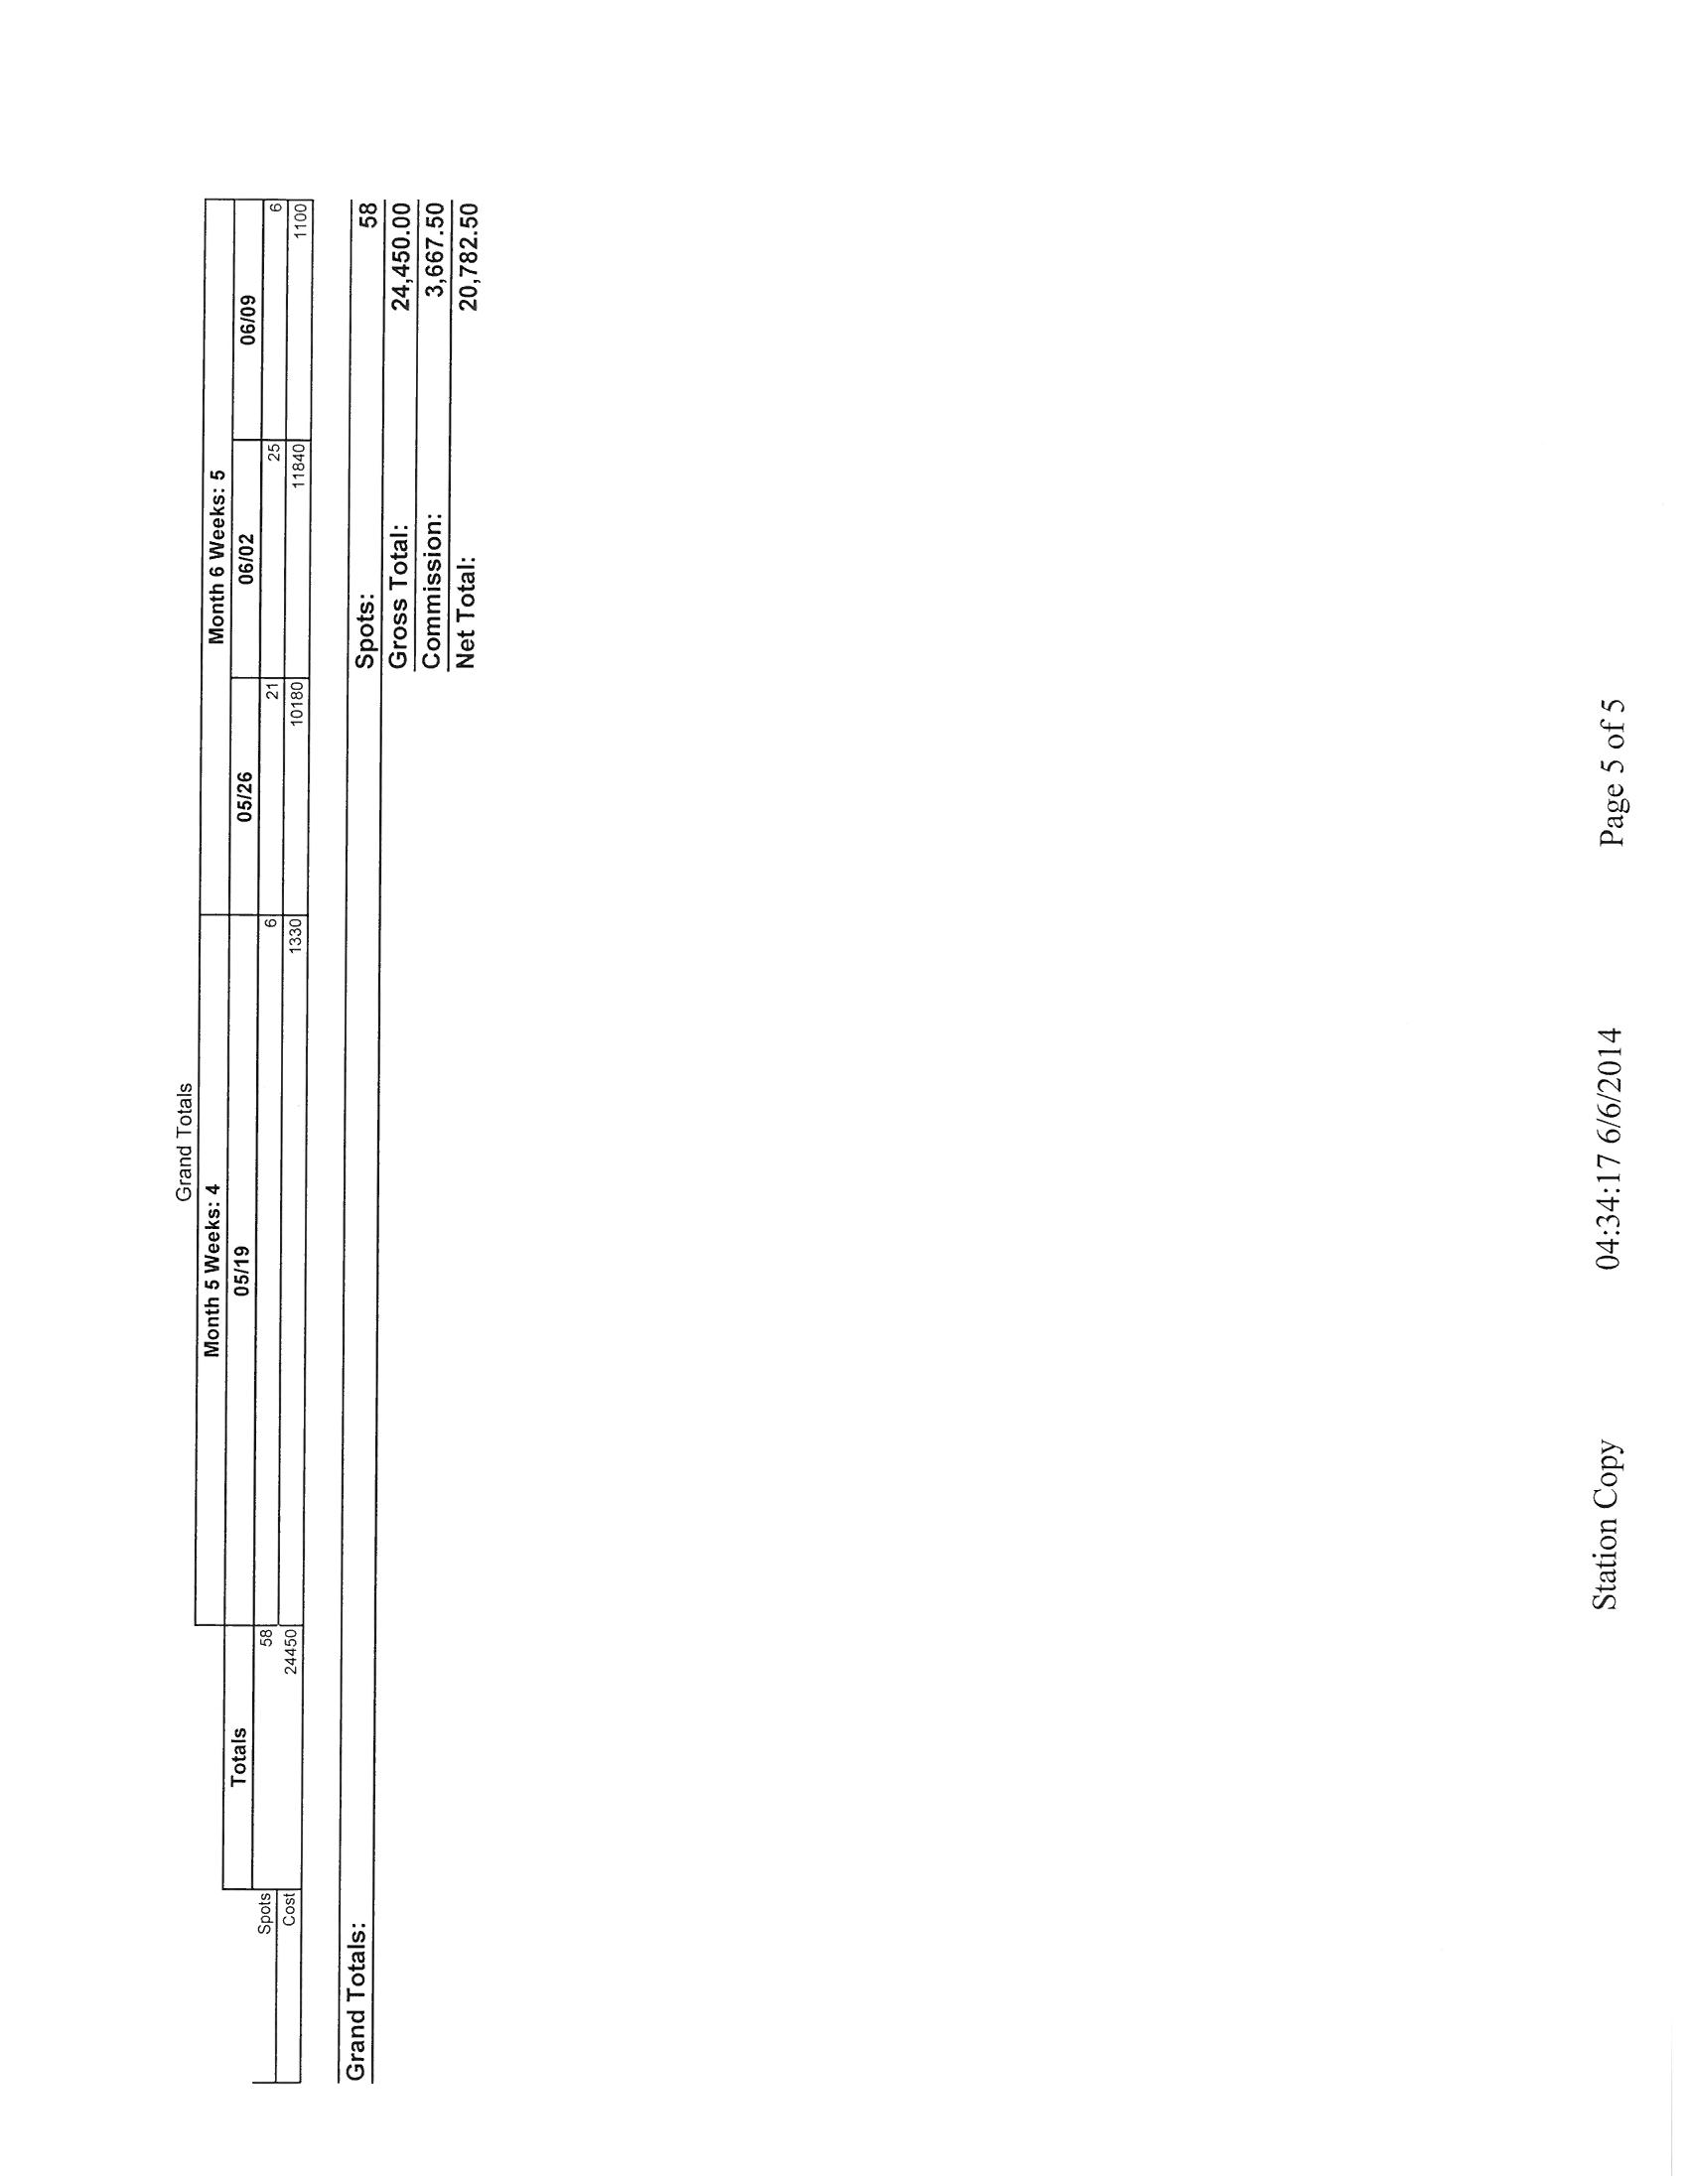 Grand Totals
Month 5 Weeks: 4 Month 6 Weeks: 5
Totals 05/19 05/26 06/02 06/09
Spots 58 6 21 25 6
Cost 24450 1330 10180 11840 1100
Grand Totals: Spots: 58
Gross Total: 24,450.00
Commission: 3,667.50
Net Total: 20,782.50
Station Copy 04:34:17 6/6/2014 Page 5 of 5